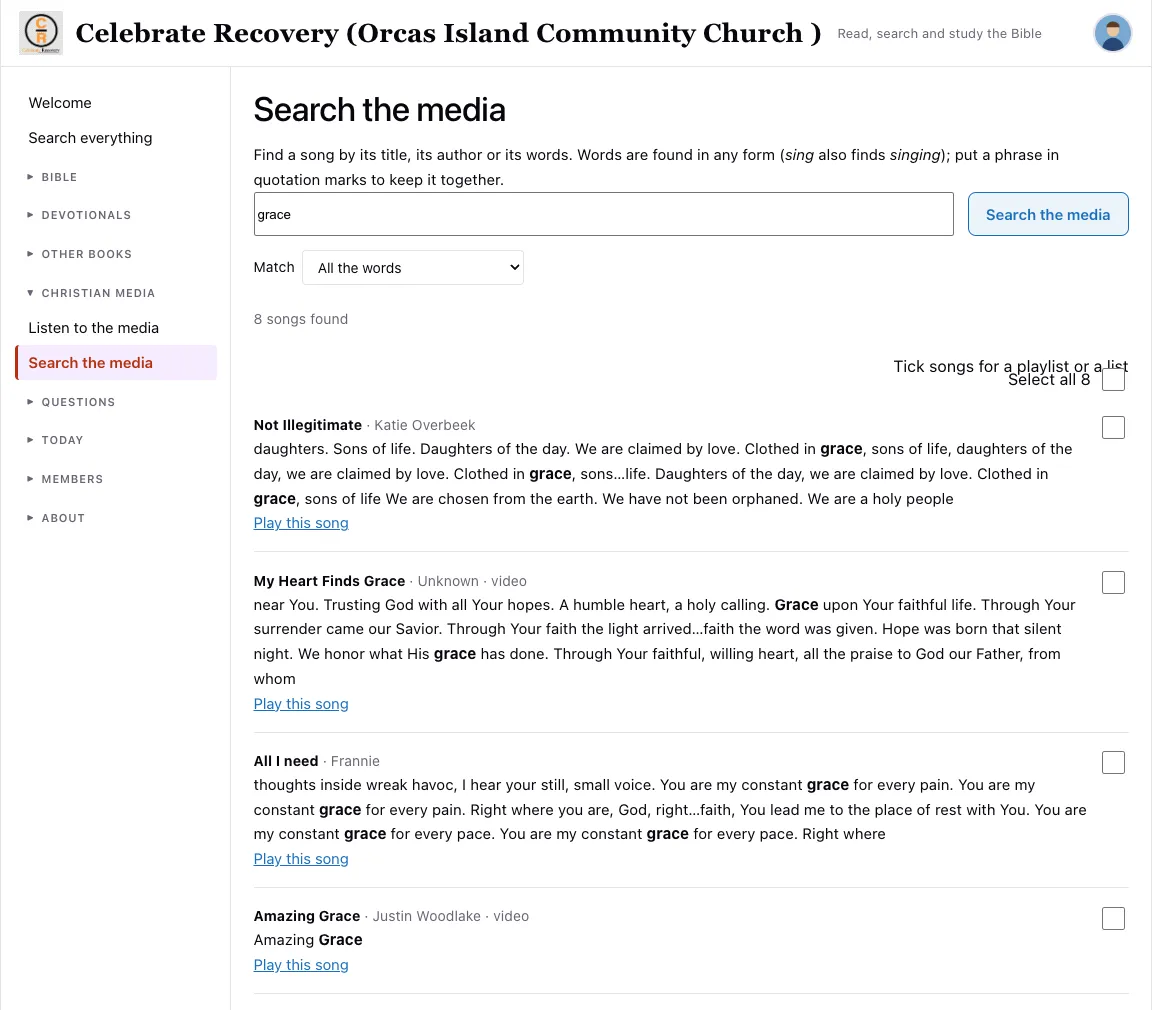 CR
Celebrate Recovery (Orcas Island Community Church )
Read, search and study the Bible
Welcome
Search everything
BIBLE
DEVOTIONALS
OTHER BOOKS
CHRISTIAN MEDIA
Listen to the media
Search the media
QUESTIONS
TODAY
MEMBERS
ABOUT
Search the media
Find a song by its title, its author or its words. Words are found in any form (sing also finds singing); put a phrase in
quotation marks to keep it together.
grace
Search the media
Match
All the words
8 songs found
Tick songs for a playlist or a list
Select all 8
Not Illegitimate · Katie Overbeek
daughters. Sons of life. Daughters of the day. We are claimed by love. Clothed in grace, sons of life, daughters of the
day, we are claimed by love. Clothed in grace, sons...life. Daughters of the day, we are claimed by love. Clothed in
grace, sons of life We are chosen from the earth. We have not been orphaned. We are a holy people
Play this song
My Heart Finds Grace · Unknown · video
near You. Trusting God with all Your hopes. A humble heart, a holy calling. Grace upon Your faithful life. Through Your
surrender came our Savior. Through Your faith the light arrived...faith the word was given. Hope was born that silent
night. We honor what His grace has done. Through Your faithful, willing heart, all the praise to God our Father, from
whom
Play this song
All I need · Frannie
thoughts inside wreak havoc, I hear your still, small voice. You are my constant grace for every pain. You are my
constant grace for every pain. Right where you are, God, right...faith, You lead me to the place of rest with You. You are
my constant grace for every pace. You are my constant grace for every pace. Right where
Play this song
Amazing Grace · Justin Woodlake · video
Amazing Grace
Play this song